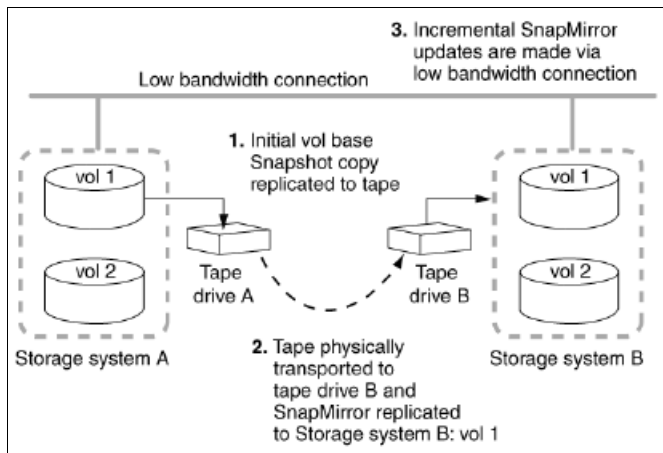 3. Incremental SnapMirror
updates are made via
low bandwidth connection
Low bandwidth connection
1. Initial vol base
Snapshot copy
replicated to tape
vol 1
vol 1
vol 2
vol 2
Tape
drive A
Tape
drive B
Storage system A
Storage system B
2. Tape physically
transported to
tape drive B and
SnapMirror replicated
to Storage system B: vol 1